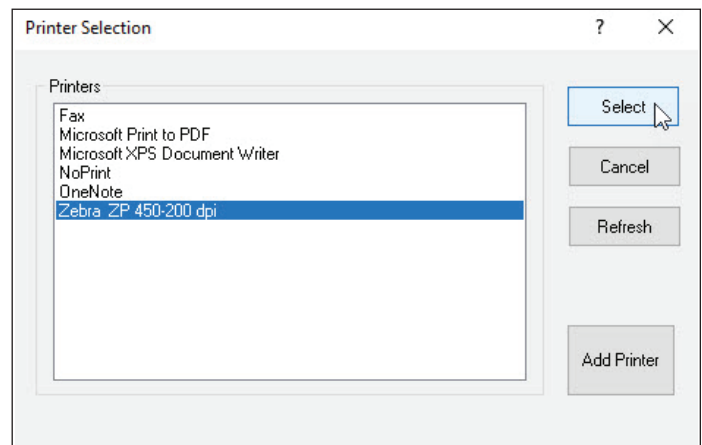 Printer Selection
?
Printers
Fax
Microsoft Print to PDF
Microsoft XPS Document Writer
NoPrint
OneNote
Zebra ZP 450-200 dpi
Select
Cancel
Refresh
Add Printer